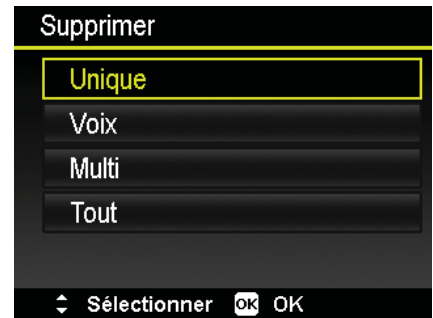 Supprimer
Unique
Voix
Multi
Tout
Sélectionner OK OK